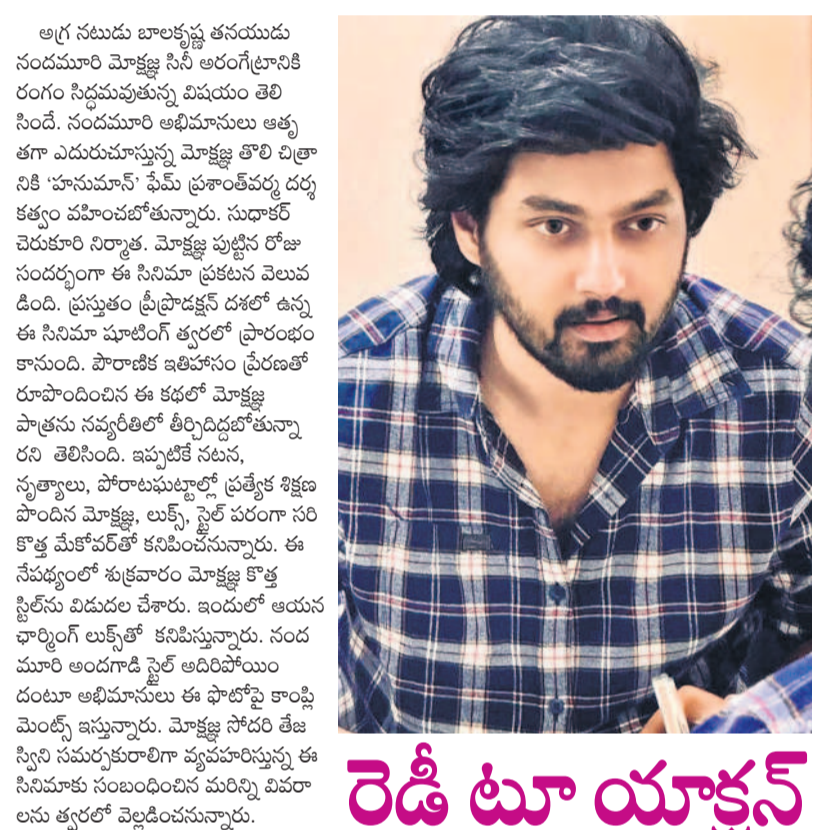 అగ్ర నటుడు బాలకృష్ణ తనయుడు
నందమూరి మోక్షజ్ఞ సినీ అరంగేట్రానికి
రంగం సిద్ధమవుతున్న విషయం తెలి
సిందే. నందమూరి అభిమానులు ఆతృ
తగా ఎదురుచూస్తున్న మోక్షజ్ఞ తొలి చిత్రా
నికి ‘హనుమాన్’ ఫేమ్ ప్రశాంత్‌వర్మ దర్శ
కత్వం వహించబోతున్నారు. సుధాకర్
చెరుకూరి నిర్మాత. మోక్షజ్ఞ పుట్టిన రోజు
సందర్భంగా ఈ సినిమా ప్రకటన వెలువ
డింది. ప్రస్తుతం ప్రీప్రొడక్షన్ దశలో ఉన్న
ఈ సినిమా షూటింగ్ త్వరలో ప్రారంభం
కానుంది. పౌరాణిక ఇతిహాసం ప్రేరణతో
రూపొందించిన ఈ కథలో మోక్షజ్ఞ
పాత్రను నవ్యరీతిలో తీర్చిదిద్దబోతున్నా
రని తెలిసింది. ఇప్పటికే నటన,
నృత్యాలు, పోరాటఘట్టాల్లో ప్రత్యేక శిక్షణ
పొందిన మోక్షజ్ఞ, లుక్స్, స్టైల్ పరంగా సరి
కొత్త మేకోవర్‌తో కనిపించనున్నారు. ఈ
నేపథ్యంలో శుక్రవారం మోక్షజ్ఞ కొత్త
స్టిల్‌ను విడుదల చేశారు. ఇందులో ఆయన
ఛార్మింగ్ లుక్స్‌తో కనిపిస్తున్నారు. నంద
మూరి అందగాడి స్టైల్ అదిరిపోయిం
దంటూ అభిమానులు ఈ ఫొటోపై కాంప్లి
మెంట్స్ ఇస్తున్నారు. మోక్షజ్ఞ సోదరి తేజ
స్విని సమర్పకురాలిగా వ్యవహరిస్తున్న ఈ
సినిమాకు సంబంధించిన మరిన్ని వివరా
లను త్వరలో వెల్లడించనున్నారు.
రెడీ టూ యాక్షన్